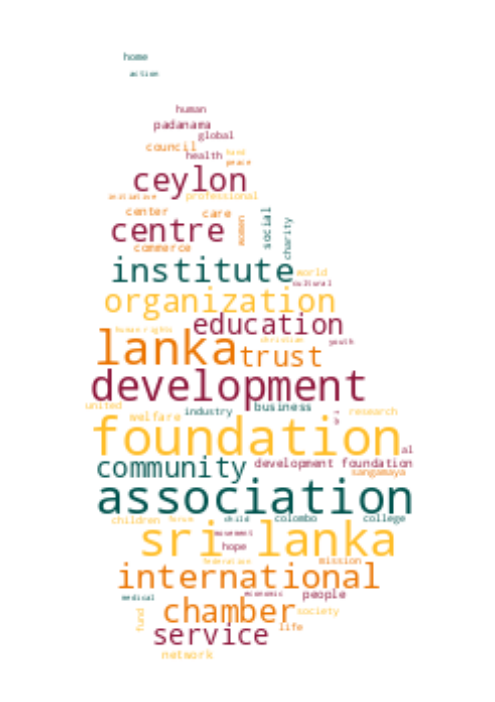 home
action
human
padanama
global
council
health hand
peace
ceylon
initiative professional
center care
women social charity
centre
commerce
institute world
cultural
organization
education
human rights
christian youth
lanka trust
development
united industry business
welfare research
foundation
al
community development foundation
sangamaya
association
children forum child colombo college
sri lanka
movement
hope
federation mission
international
medical economic people
fund chamber society
service life
network